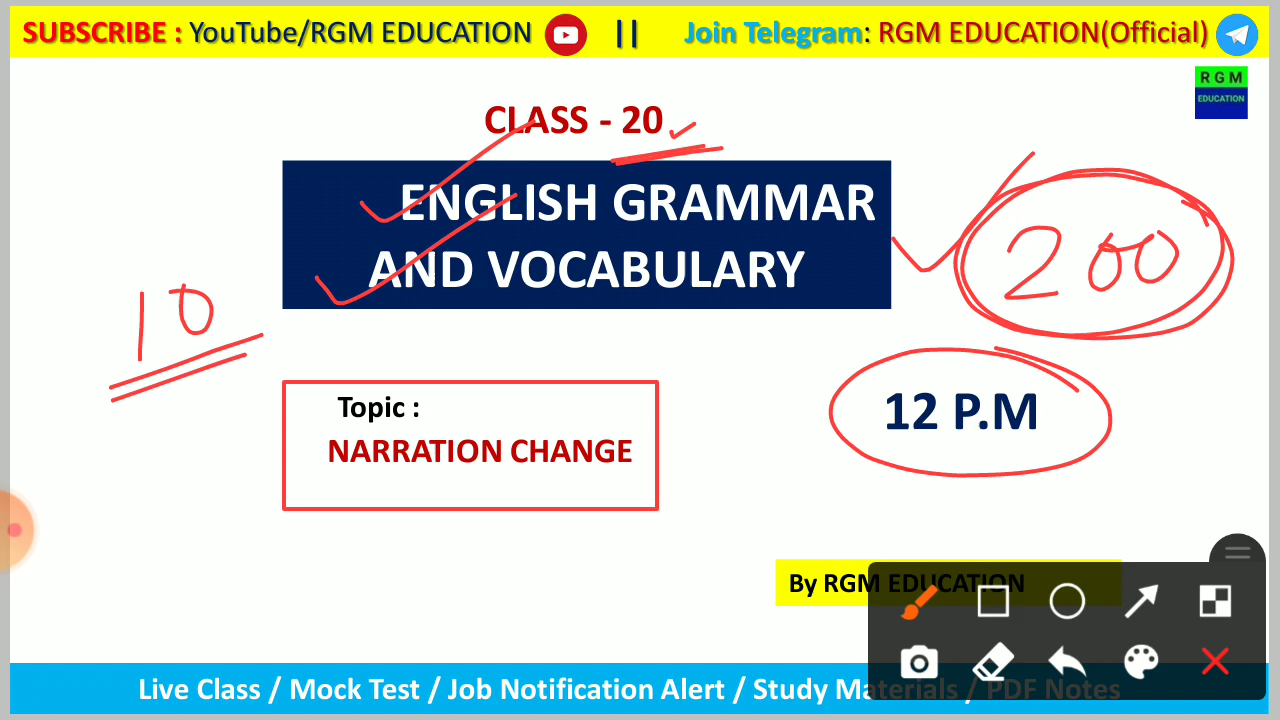 SUBSCRIBE : YouTube/RGM EDUCATION || Join Telegram: RGM EDUCATION(Official)
R G M
EDUCATION
CLASS - 20
ENGLISH GRAMMAR
AND VOCABULARY
200
10
Topic :
NARRATION CHANGE
12 P.M
By RGM EDUCATION
Live Class / Mock Test / Job Notification Alert / Study Materials / PDF Notes